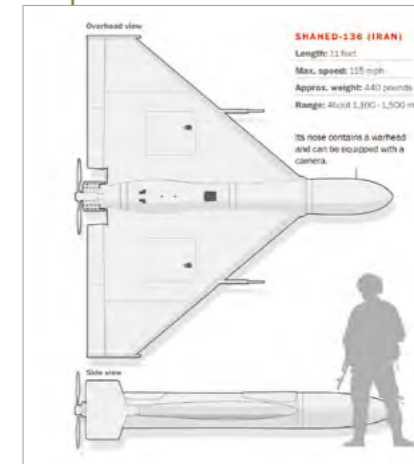 Overhead view
SHAHED-136 (IRAN)
Length: 11 feet
Max. speed: 115 mph
Approx. weight: 440 pounds
Range: About 1,100 - 1,500 m
Its nose contains a warhead
and can be equipped with a
camera.
Side view